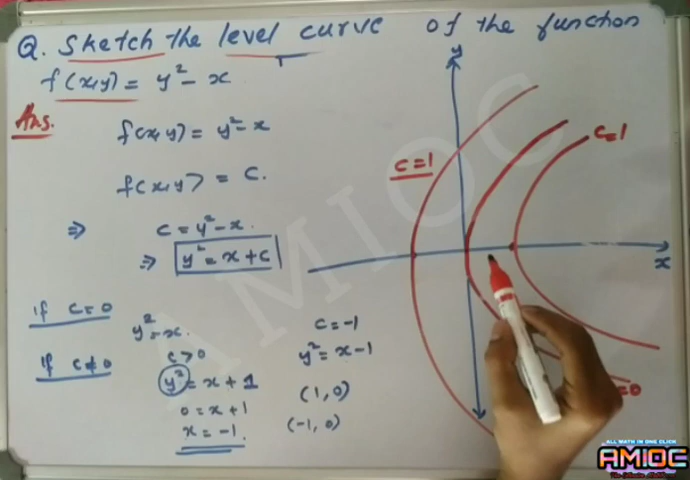 Q. Sketch the level curve of the function
f(x,y) = y² - x
Ans.
f(x,y) = y² - x
f(x,y) = C.
⇒ c = y² - x.
⇒ y² = x + c
if c = 0
y² = x.
if c ≠ 0
c > 0
y² = x + 1
0 = x + 1
x = -1
c = -1
y² = x - 1
(1, 0)
(-1, 0)
y
c = 1
c = 1
x
=0
AMIOC
ALL MATH IN ONE CLICK
AMIOC